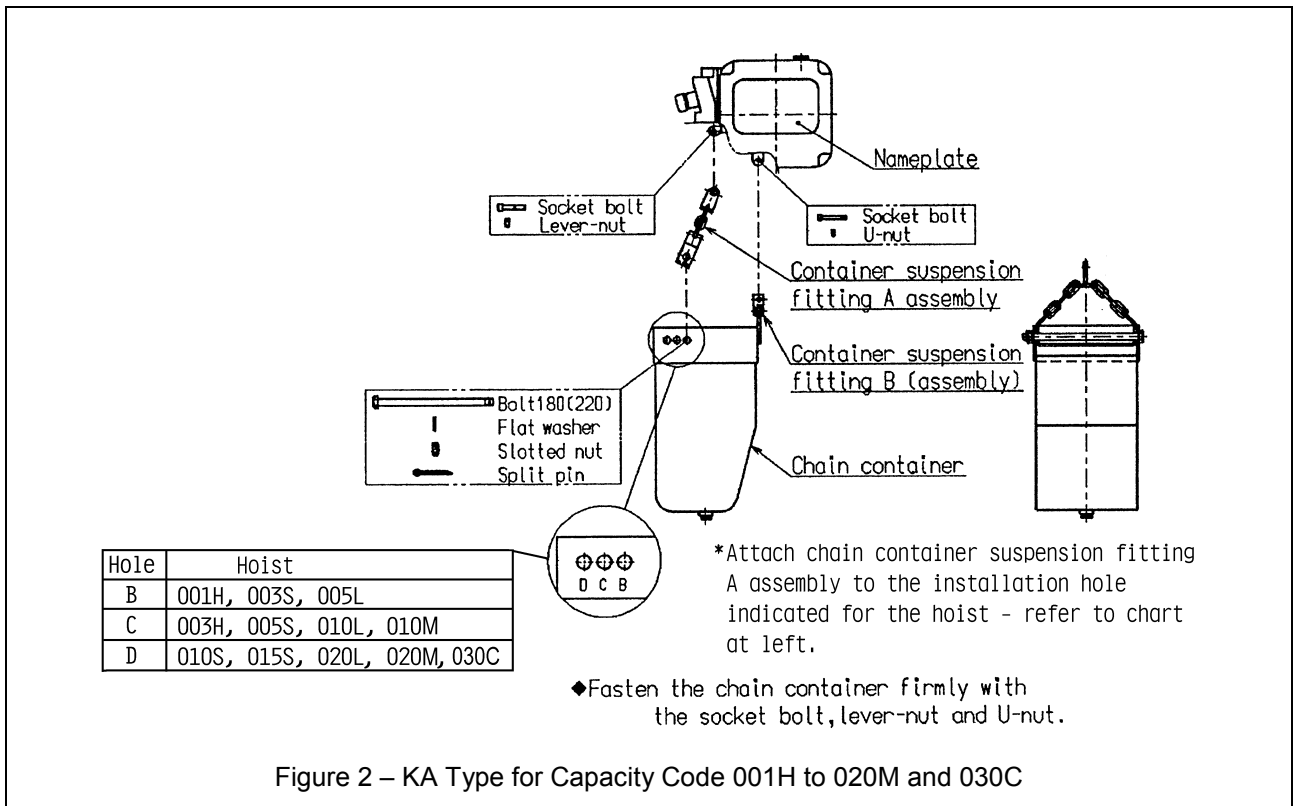 Nameplate
Socket bolt
Lever-nut
Socket bolt
U-nut
Container suspension
fitting A assembly
Container suspension
fitting B (assembly)
Bolt180(220)
Flat washer
Slotted nut
Split pin
Chain container
Hole Hoist
B 001H, 003S, 005L
C 003H, 005S, 010L, 010M
D 010S, 015S, 020L, 020M, 030C
D C B
*Attach chain container suspension fitting
A assembly to the installation hole
indicated for the hoist - refer to chart
at left.
◆Fasten the chain container firmly with
the socket bolt, lever-nut and U-nut.
Figure 2 – KA Type for Capacity Code 001H to 020M and 030C